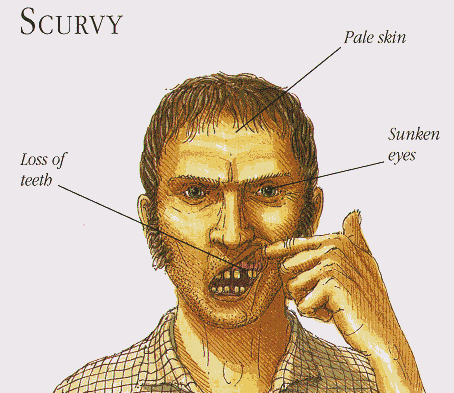 SCURVY
Pale skin
Sunken
eyes
Loss of
teeth